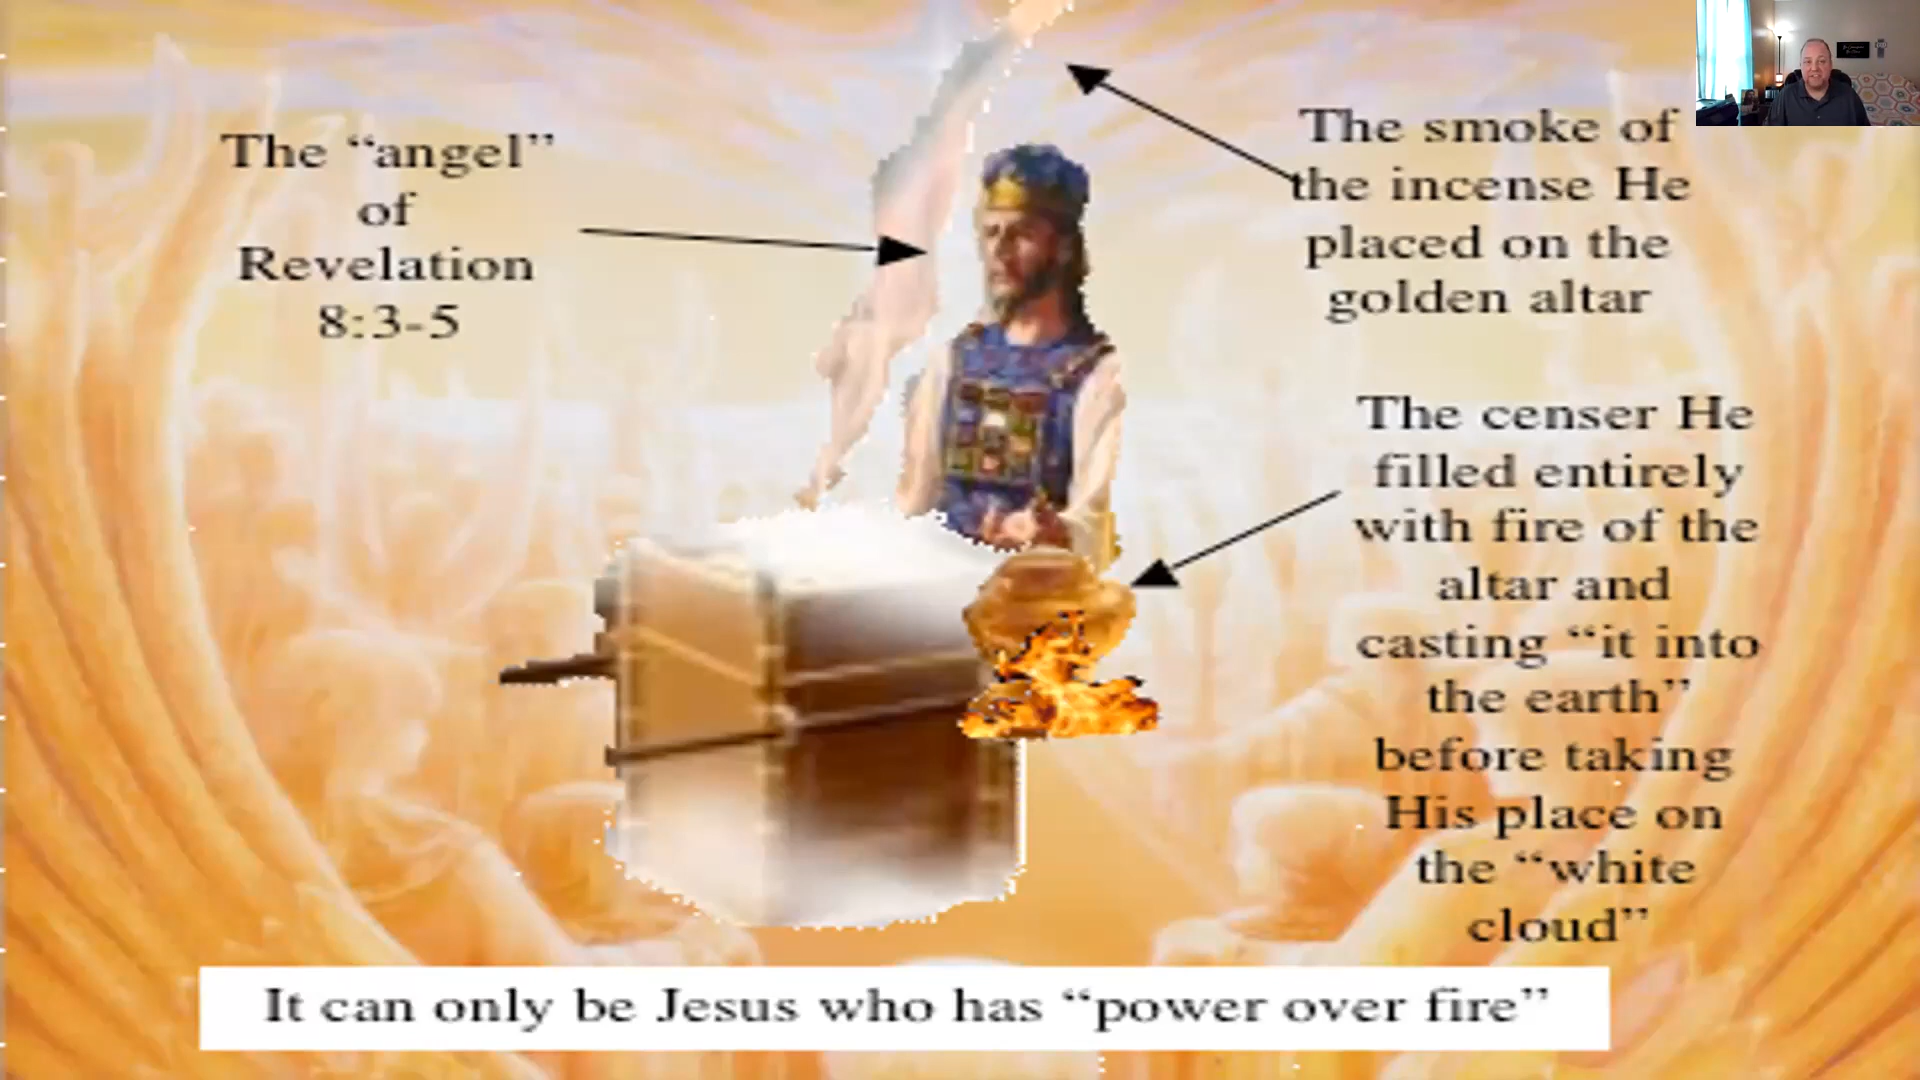 The “angel”
of
Revelation
8:3-5
The smoke of
the incense He
placed on the
golden altar
The censer He
filled entirely
with fire of the
altar and
casting “it into
the earth”
before taking
His place on
the “white
cloud”
It can only be Jesus who has “power over fire”